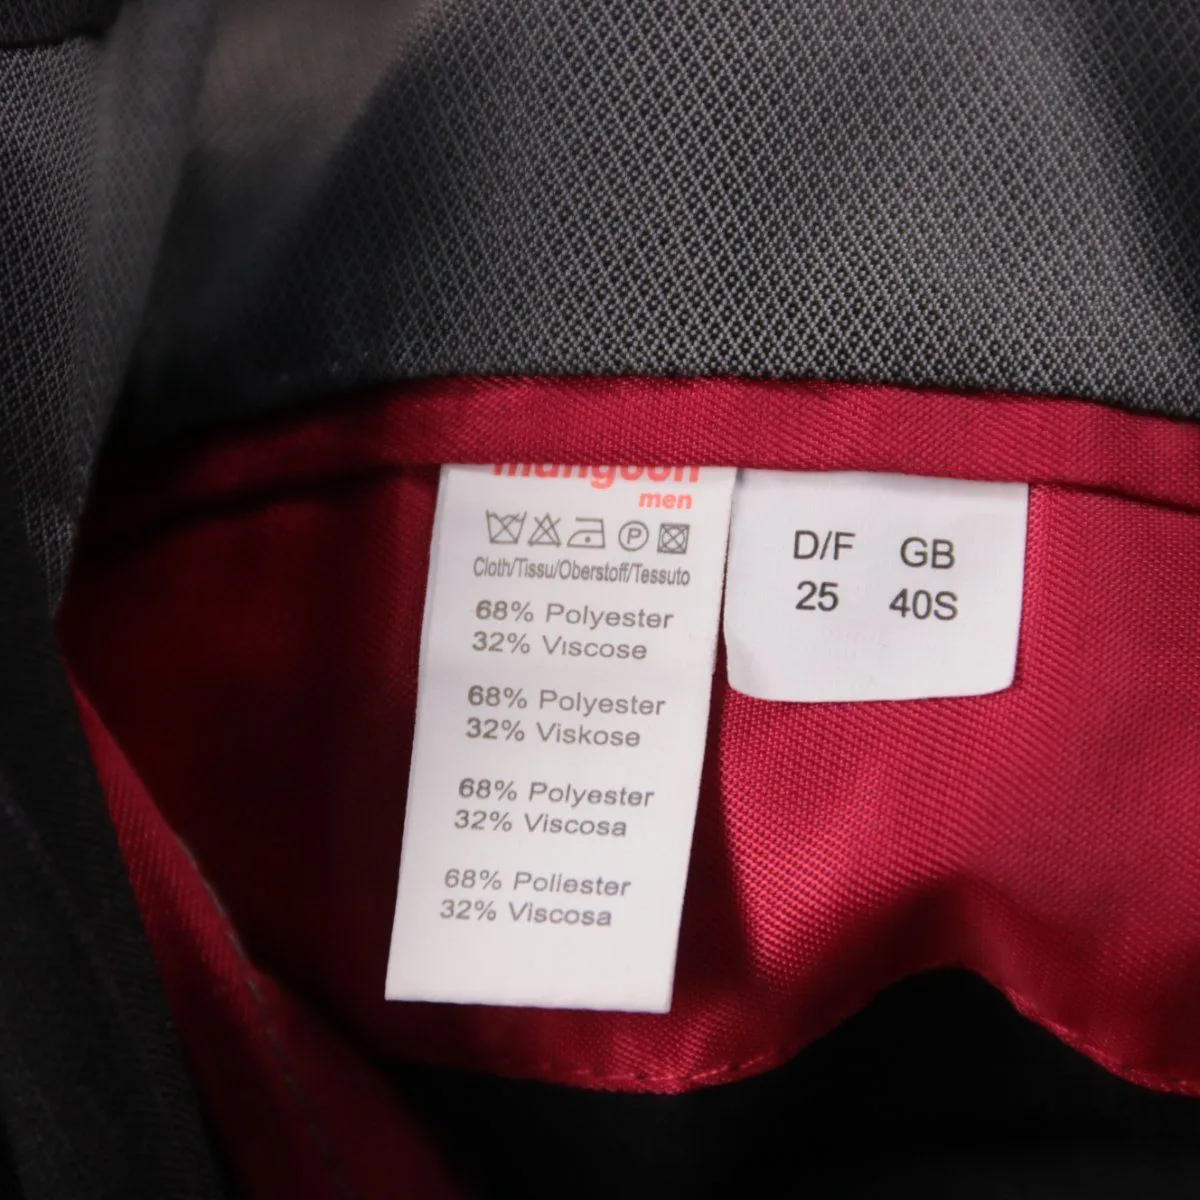 mangoon
men
P
Cloth/Tissu/Oberstoff/Tessuto
68% Polyester
32% Viscose
68% Polyester
32% Viskose
68% Polyester
32% Viscosa
68% Poliester
32% Viscosa
D/F GB
25 40S